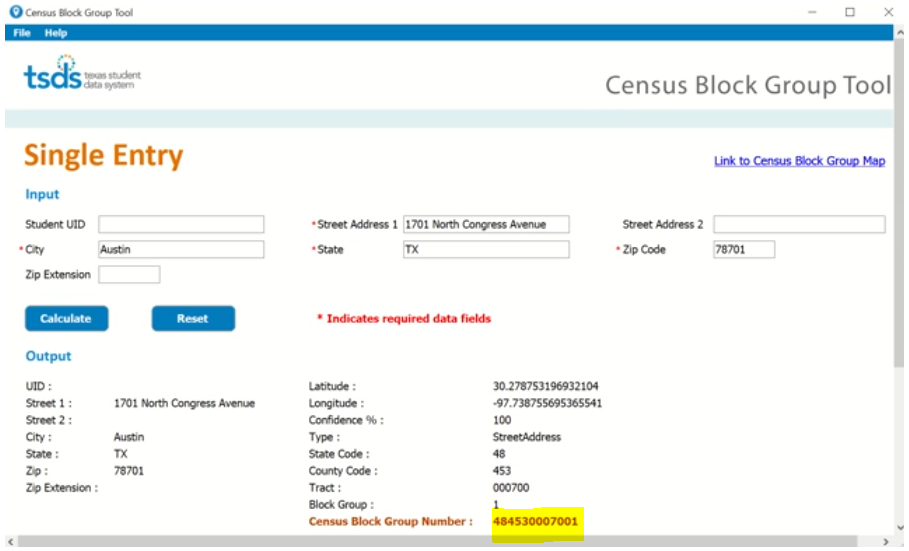 Census Block Group Tool
File Help
tsds texas student data system
Census Block Group Tool
Single Entry
Link to Census Block Group Map
Input
Student UID * Street Address 1 1701 North Congress Avenue Street Address 2
* City Austin * State TX * Zip Code 78701
Zip Extension
Calculate Reset * Indicates required data fields
Output
UID : Latitude : 30.278753196932104
Street 1 : 1701 North Congress Avenue Longitude : -97.738755695365541
Street 2 : Confidence % : 100
City : Austin Type : StreetAddress
State : TX State Code : 48
Zip : 78701 County Code : 453
Zip Extension : Tract : 000700
Block Group : 1
Census Block Group Number : 484530007001